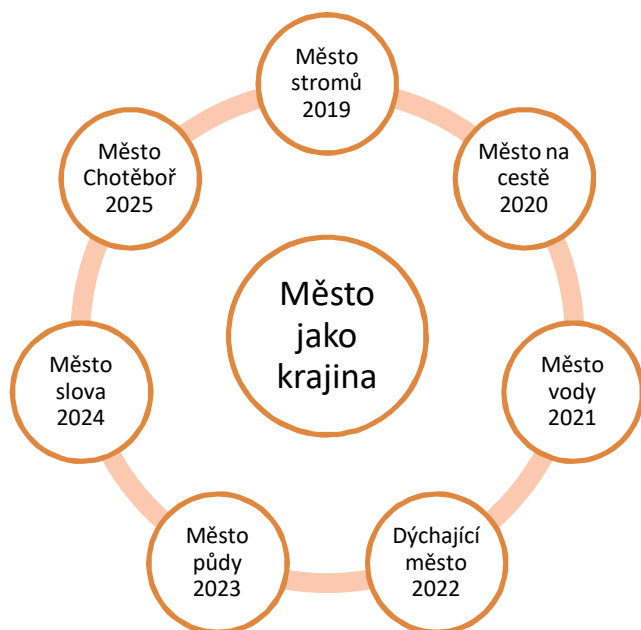 Město
stromů
2019
Město na
cestě
2020
Město
vody
2021
Dýchající
město
2022
Město
půdy
2023
Město
slova
2024
Město
Chotěboř
2025
Město
jako
krajina